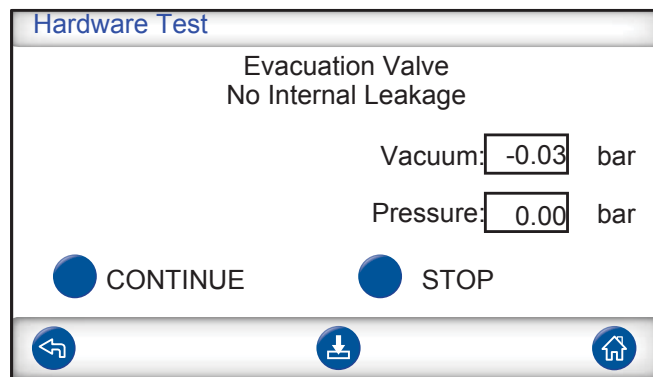 Hardware Test
Evacuation Valve
No Internal Leakage
Vacuum: -0.03 bar
Pressure: 0.00 bar
CONTINUE STOP